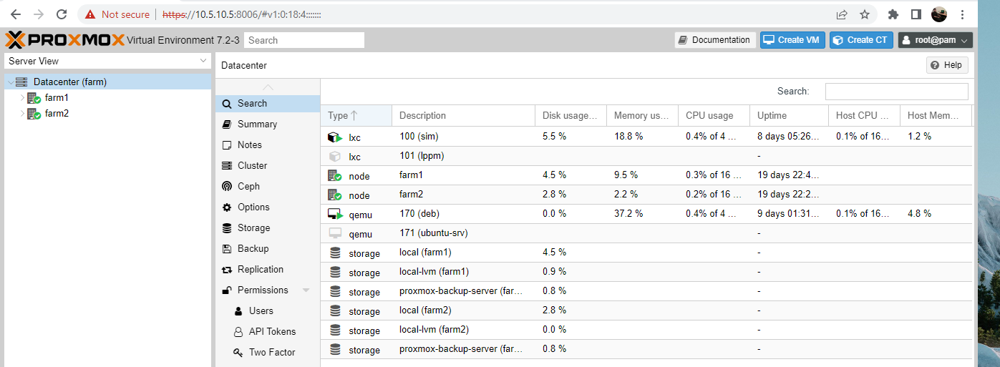 Not secure https://10.5.10.5:8006/#v1:0:18:4:::::::
PROXMOX Virtual Environment 7.2-3 Search Documentation Create VM Create CT root@pam
Server View
Datacenter Help
Datacenter (farm)
farm1
farm2
Search
Summary
Notes
Cluster
Ceph
Options
Storage
Backup
Replication
Permissions
Users
API Tokens
Two Factor
Search:
Type Description Disk usage... Memory us... CPU usage Uptime Host CPU ... Host Mem...
lxc 100 (sim) 5.5 % 18.8 % 0.4% of 4 ... 8 days 05:26... 0.1% of 16... 1.2 %
lxc 101 (lppm) -
node farm1 4.5 % 9.5 % 0.3% of 16 ... 19 days 22:4...
node farm2 2.8 % 2.2 % 0.2% of 16 ... 19 days 22:2...
qemu 170 (deb) 0.0 % 37.2 % 0.4% of 4 ... 9 days 01:31... 0.1% of 16... 4.8 %
qemu 171 (ubuntu-srv) -
storage local (farm1) 4.5 % -
storage local-lvm (farm1) 0.9 % -
storage proxmox-backup-server (far... 0.8 % -
storage local (farm2) 2.8 % -
storage local-lvm (farm2) 0.0 % -
storage proxmox-backup-server (far... 0.8 % -